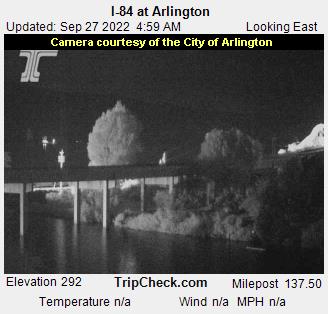 I-84 at Arlington
Updated: Sep 27 2022 4:59 AM Looking East
Camera courtesy of the City of Arlington
Elevation 292 TripCheck.com Milepost 137.50
Temperature n/a Wind n/a MPH n/a